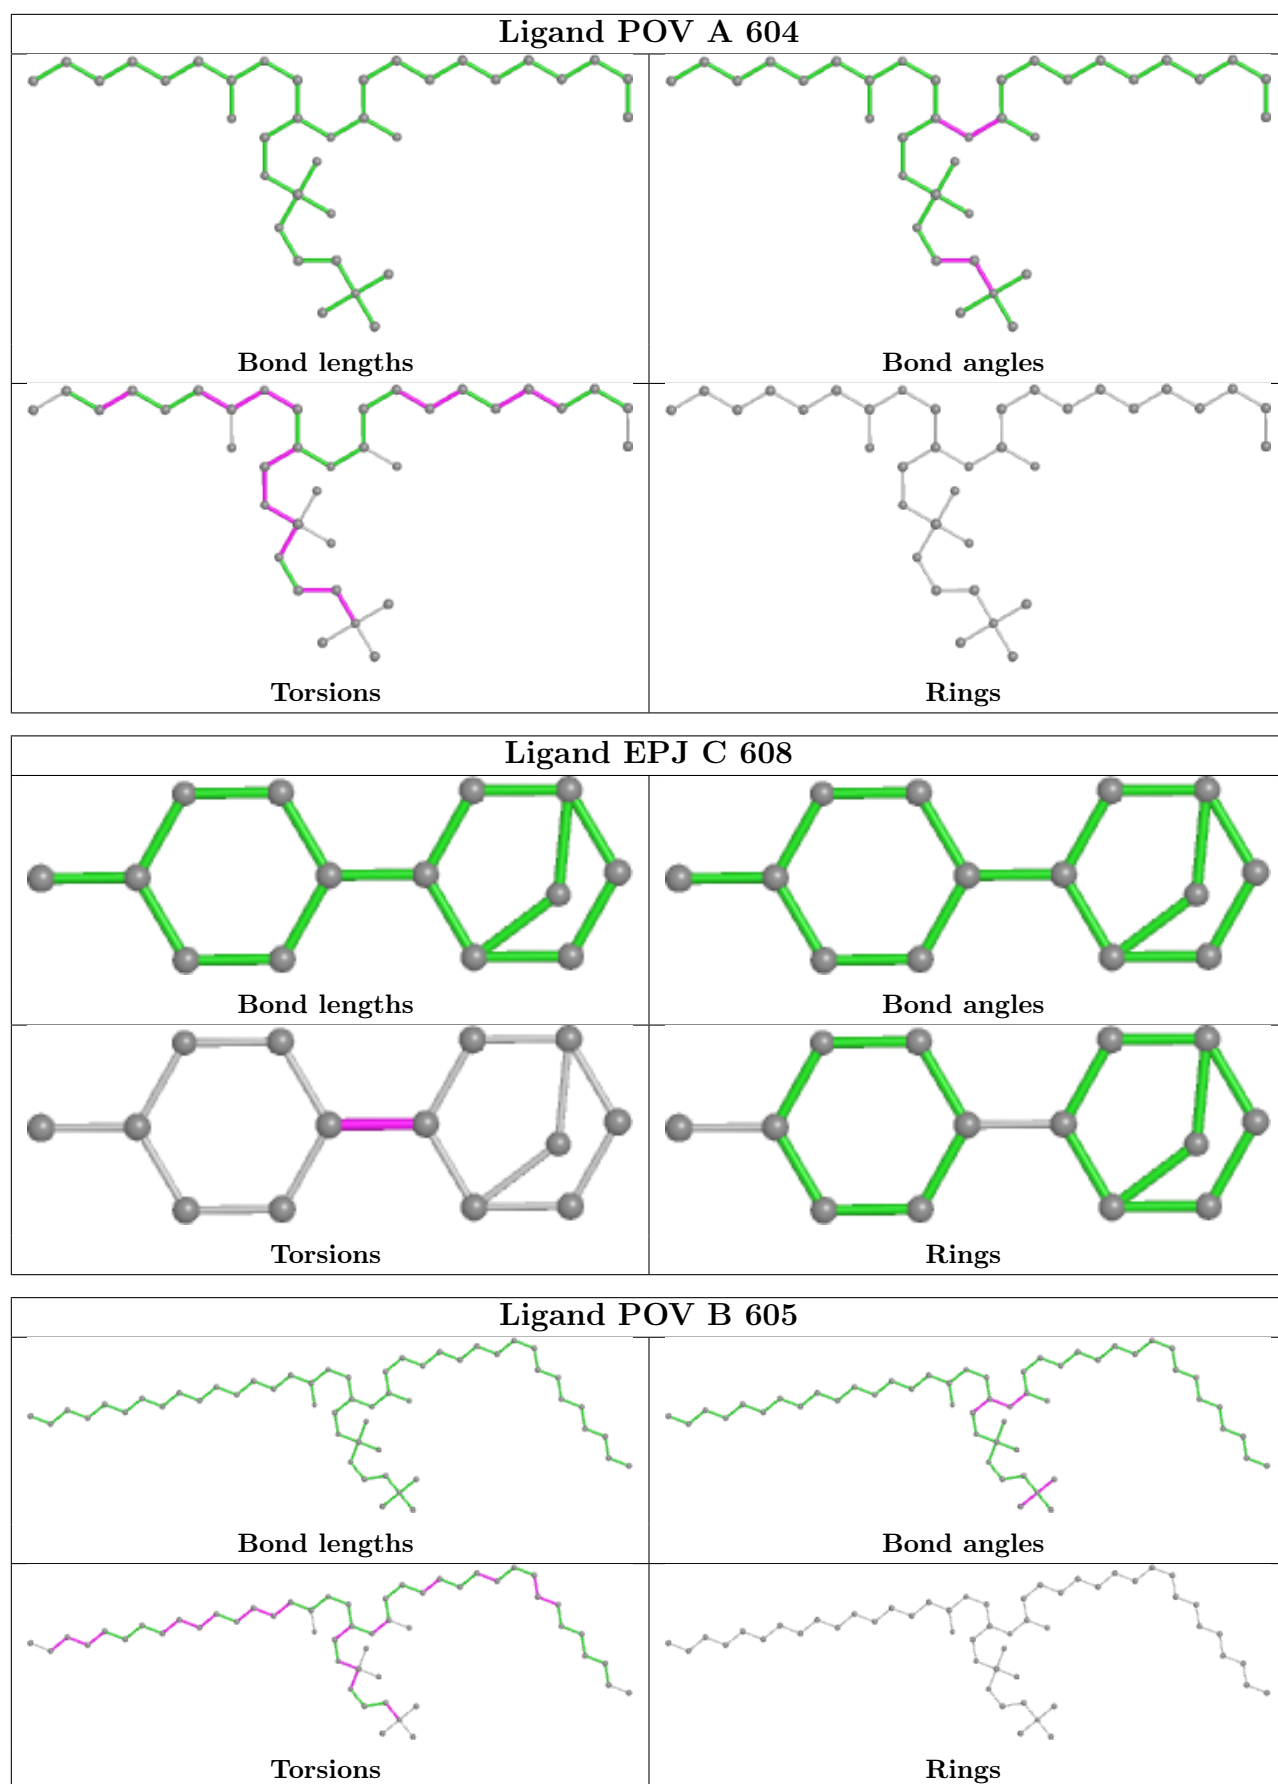 Ligand POV A 604
Bond lengths
Bond angles
Torsions
Rings
Ligand EPJ C 608
Bond lengths
Bond angles
Torsions
Rings
Ligand POV B 605
Bond lengths
Bond angles
Torsions
Rings